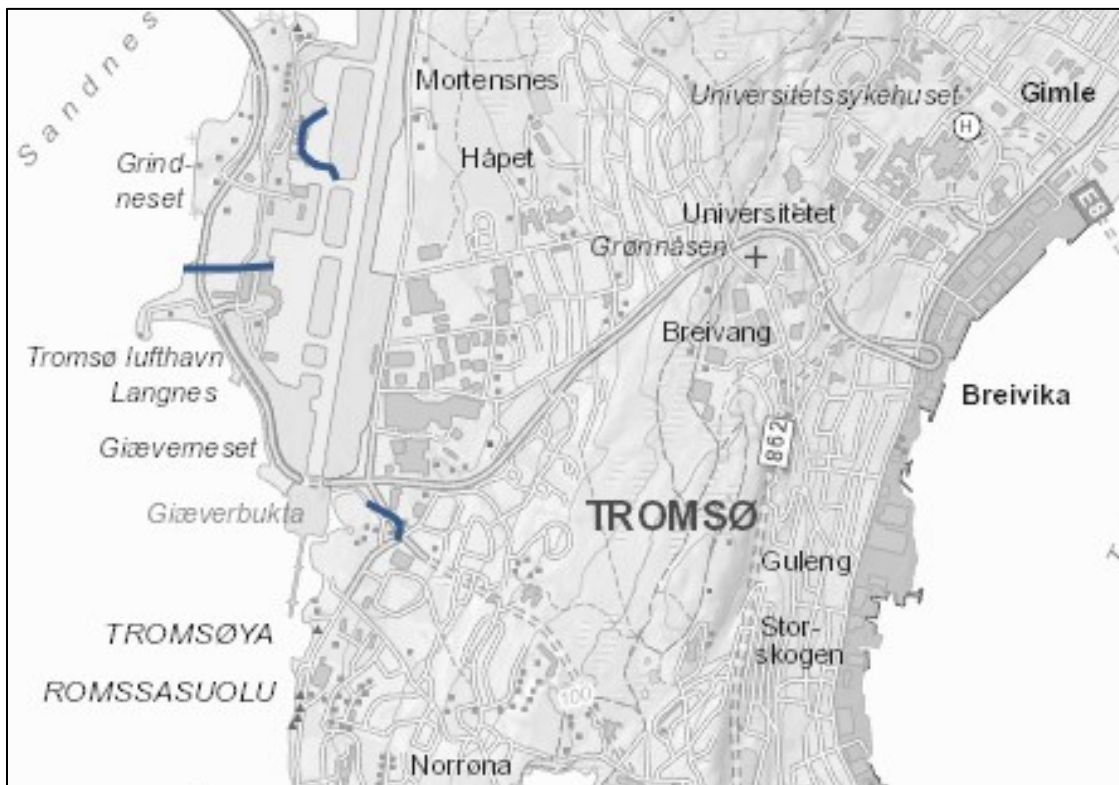 Sandnes
Mortensnes
Universitetssykehuset
Gimle
H
Håpet
Grind-
neset
E8
Universitetet
Grønnåsen
Breivang
Tromsø lufthavn
Langnes
Breivika
Giæverneset
862
Giæverbukta
TROMSØ
Guleng
TROMSØYA
Stor-
skogen
ROMSSASUOLU
100
Norrøna